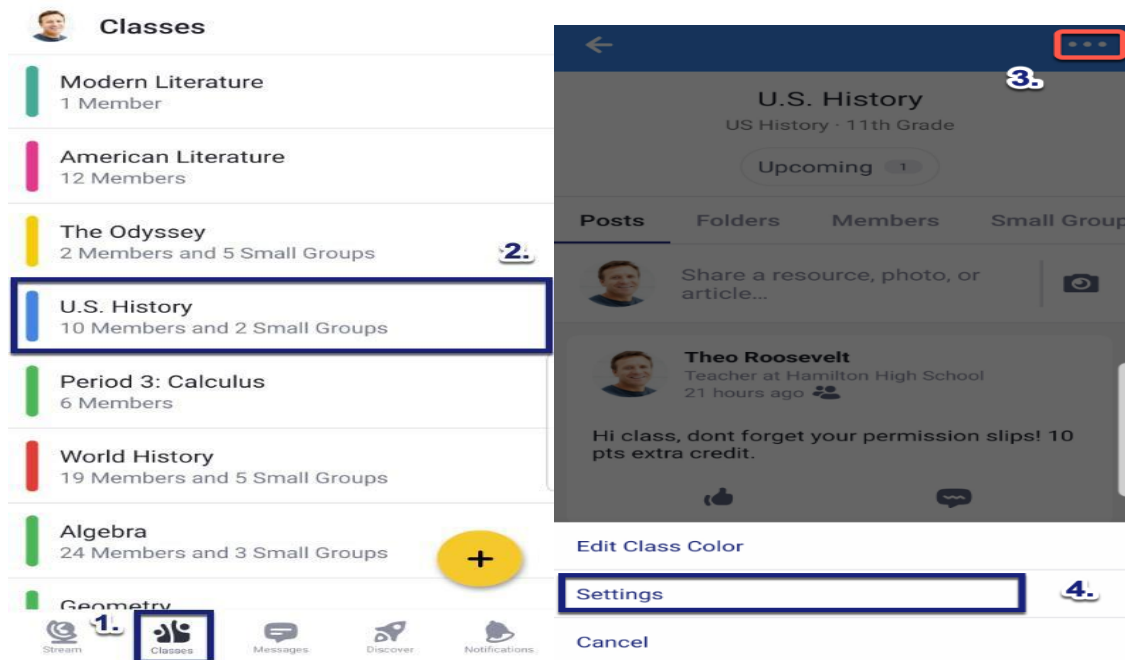 Classes
Modern Literature
1 Member
American Literature
12 Members
The Odyssey
2 Members and 5 Small Groups
2.
U.S. History
10 Members and 2 Small Groups
Period 3: Calculus
6 Members
World History
19 Members and 5 Small Groups
Algebra
24 Members and 3 Small Groups
+
Geometry
1.
Stream
Classes
Messages
Discover
Notifications
3.
U.S. History
US History · 11th Grade
Upcoming 1
Posts Folders Members Small Group
Share a resource, photo, or
article...
Theo Roosevelt
Teacher at Hamilton High School
21 hours ago
Hi class, dont forget your permission slips! 10
pts extra credit.
Edit Class Color
Settings
4.
Cancel